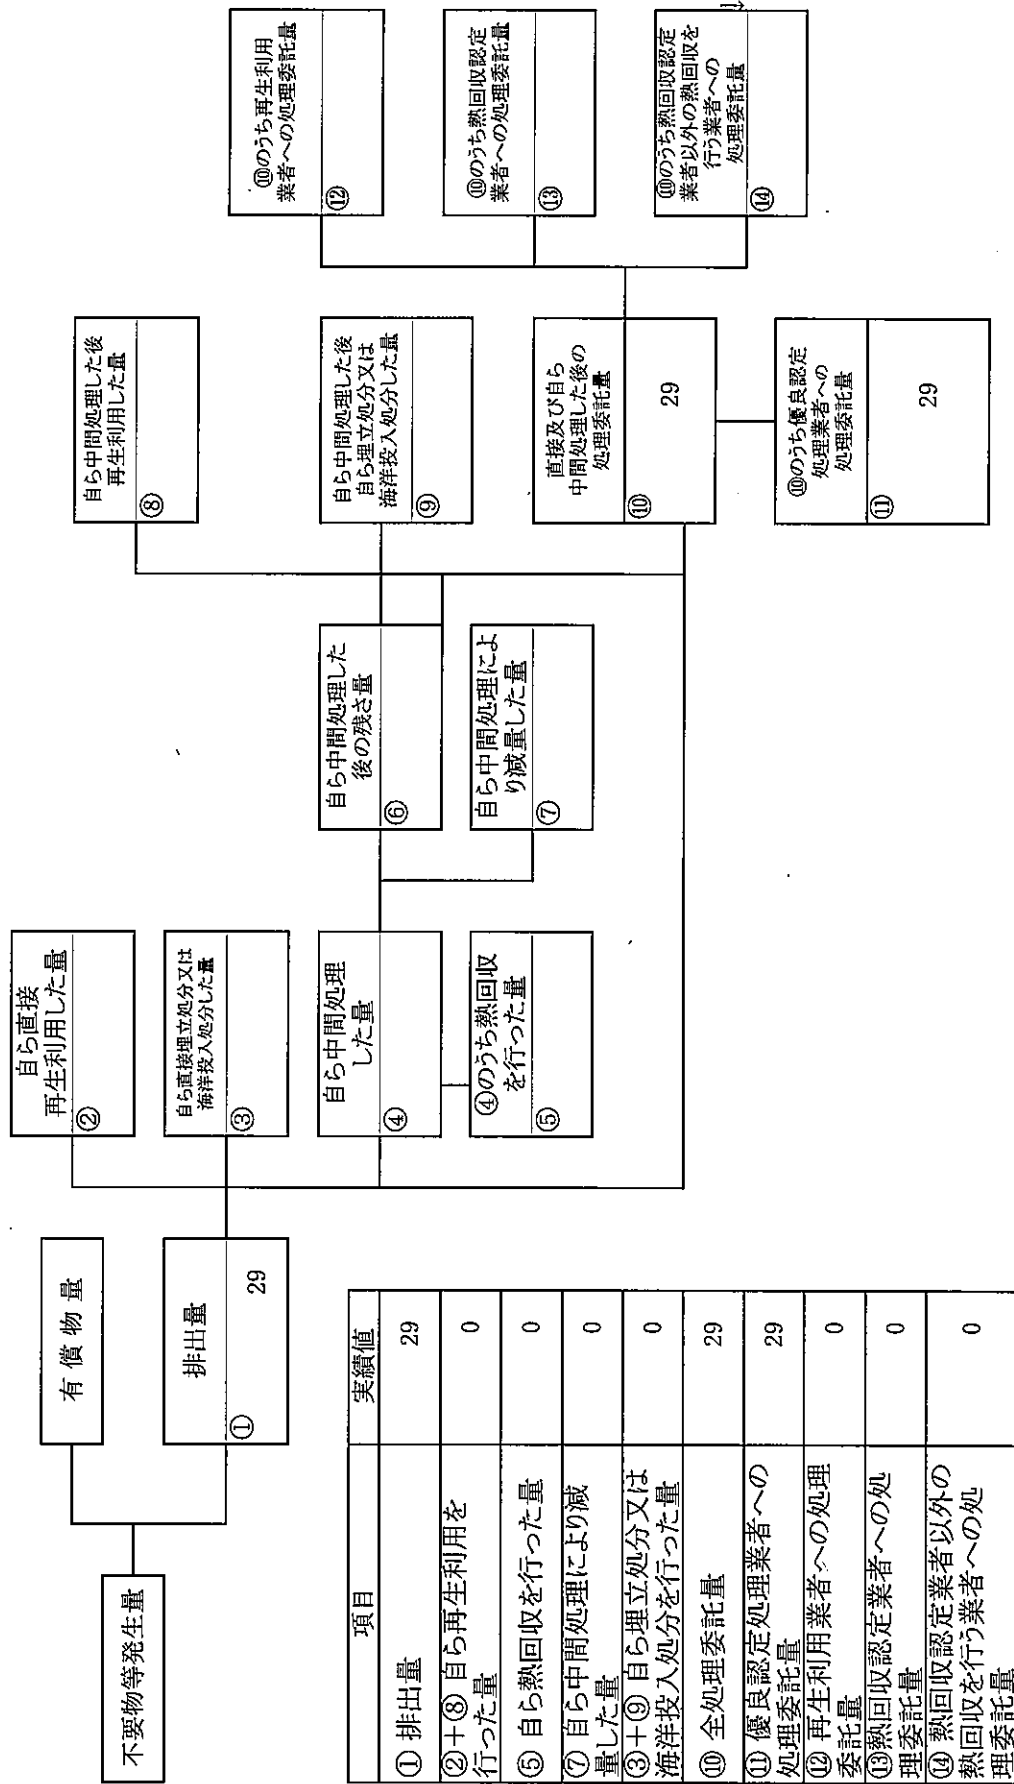 不要物等発生量
有償物量
排出量
①
29
自ら直接
再生利用した量
②
自ら直接埋立処分又は
海洋投入処分した量
③
自ら中間処理
した量
④
④のうち熱回収
を行った量
⑤
自ら中間処理した
後の残さ量
⑥
自ら中間処理によ
り減量した量
⑦
自ら中間処理した後
再生利用した量
⑧
自ら中間処理した後
自ら埋立処分又は
海洋投入処分した量
⑨
直接及び自ら
中間処理した後の
処理委託量
⑩
29
⑩のうち優良認定
処理業者への
処理委託量
⑪
29
⑩のうち再生利用
業者への処理委託量
⑫
⑩のうち熱回収認定
業者への処理委託量
⑬
⑩のうち熱回収認定
業者以外の熱回収を
行う業者への
処理委託量
⑭
項目 実績値
① 排出量 29
②+⑧ 自ら再生利用を
行った量 0
⑤ 自ら熱回収を行った量 0
⑦ 自ら中間処理により減
量した量 0
③+⑨ 自ら埋立処分又は
海洋投入処分を行った量 0
⑩ 全処理委託量 29
⑪ 優良認定処理業者への
処理委託量 29
⑫ 再生利用業者への処理
委託量 0
⑬熱回収認定業者への処
理委託量 0
⑭ 熱回収認定業者以外の
熱回収を行う業者への処
理委託量 0